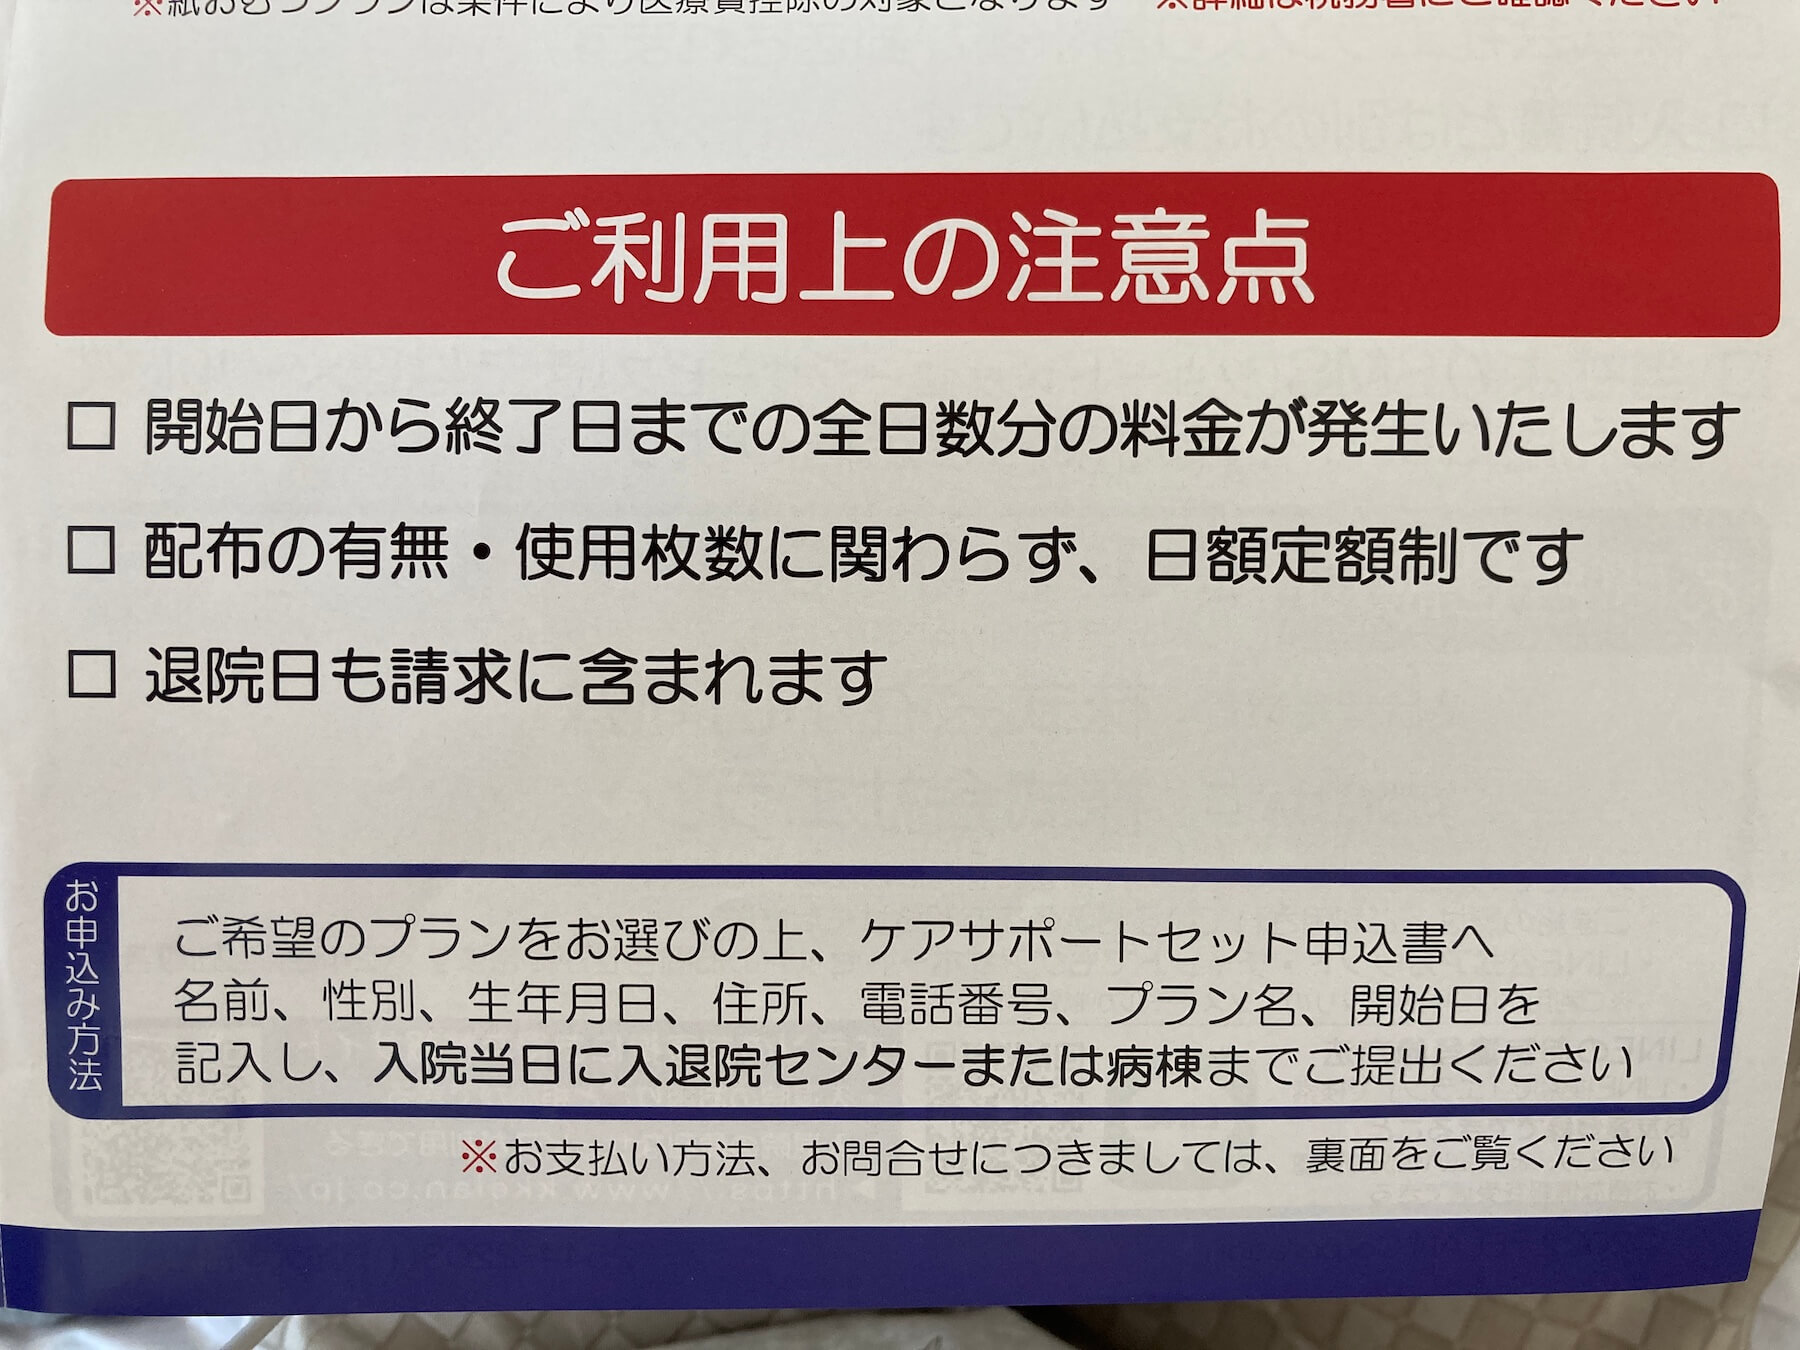 ※紙おむつプランは条件により医療費控除の対象となります ※詳細は税務署にご確認ください
ご利用上の注意点
□ 開始日から終了日までの全日数分の料金が発生いたします
□ 配布の有無・使用枚数に関わらず、日額定額制です
□ 退院日も請求に含まれます
お申込み方法
ご希望のプランをお選びの上、ケアサポートセット申込書へ
名前、性別、生年月日、住所、電話番号、プラン名、開始日を
記入し、入院当日に入退院センターまたは病棟までご提出ください
※お支払い方法、お問合せにつきましては、裏面をご覧ください